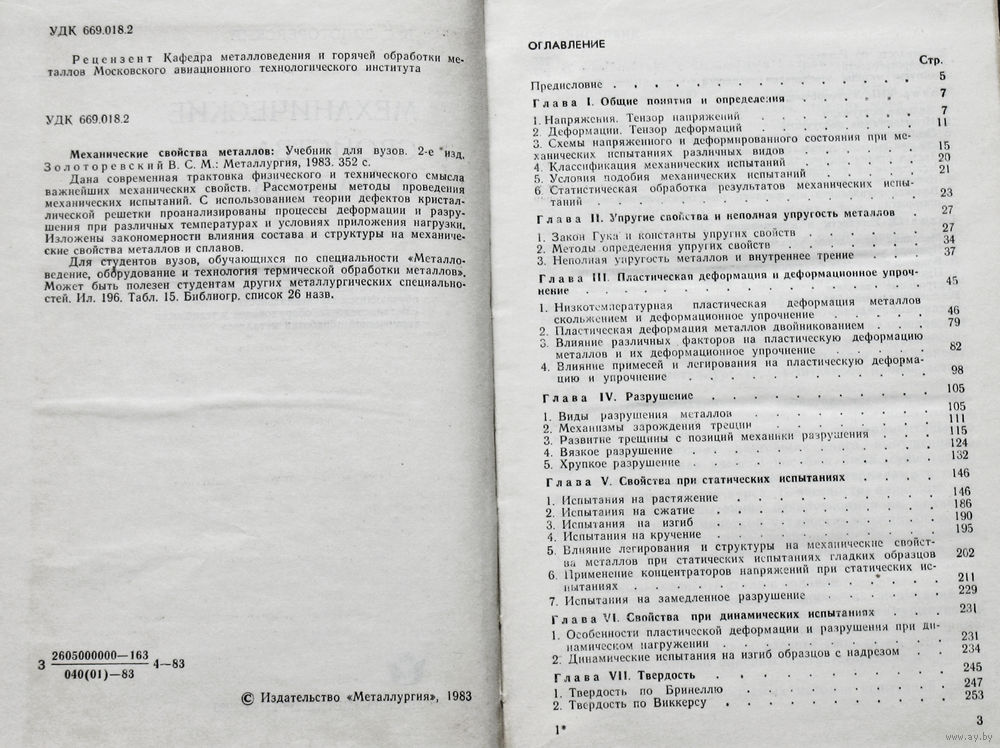 УДК 669.018.2
Рецензент Кафедра металловедения и горячей обработки ме-
таллов Московского авиационного технологического института
УДК 669.018.2
Механические свойства металлов: Учебник для вузов. 2-е изд.
Золоторевский В. С. М.: Металлургия, 1983. 352 с.
Дана современная трактовка физического и технического смысла
важнейших механических свойств. Рассмотрены методы проведения
механических испытаний. С использованием теории дефектов кристал-
лической решетки проанализированы процессы деформации и разру-
шения при различных температурах и условиях приложения нагрузки.
Изложены закономерности влияния состава и структуры на механиче-
ские свойства металлов и сплавов.
Для студентов вузов, обучающихся по специальности «Металло-
ведение, оборудование и технология термической обработки металлов».
Может быть полезен студентам других металлургических специально-
стей. Ил. 196. Табл. 15. Библиогр. список 26 назв.
З 2605000000—163 4—83
040(01)—83
© Издательство «Металлургия», 1983
ОГЛАВЛЕНИЕ
Стр.
Предисловие . . . . . . . . . . . . 5
Глава I. Общие понятия и определения . . . . . . 7
1. Напряжения. Тензор напряжений . . . . . . . 7
2. Деформации. Тензор деформаций . . . . . . . 11
3. Схемы напряженного и деформированного состояния при ме-
ханических испытаниях различных видов . . . . . 15
4. Классификация механических испытаний . . . . . 20
5. Условия подобия механических испытаний . . . . . 21
6. Статистическая обработка результатов механических испы-
таний . . . . . . . . . . . . . 23
Глава II. Упругие свойства и неполная упругость металлов . 27
1. Закон Гука и константы упругих свойств . . . . . 27
2. Методы определения упругих свойств . . . . . . 34
3. Неполная упругость металлов и внутреннее трение . . . 37
Глава III. Пластическая деформация и деформационное упроч-
нение . . . . . . . . . . . . . 45
1. Низкотемпературная пластическая деформация металлов
скольжением и деформационное упрочнение . . . . . 46
2. Пластическая деформация металлов двойникованием . . . 79
3. Влияние различных факторов на пластическую деформацию
металлов и их деформационное упрочнение . . . . . 82
4. Влияние примесей и легирования на пластическую деформа-
цию и упрочнение . . . . . . . . . . 98
Глава IV. Разрушение . . . . . . . . . . 105
1. Виды разрушения металлов . . . . . . . . 105
2. Механизмы зарождения трещин . . . . . . . 111
3. Развитие трещины с позиций механики разрушения . . . 115
4. Вязкое разрушение . . . . . . . . . . 124
5. Хрупкое разрушение . . . . . . . . . . 132
Глава V. Свойства при статических испытаниях . . . . 146
1. Испытания на растяжение . . . . . . . . 146
2. Испытания на сжатие . . . . . . . . . 186
3. Испытания на изгиб . . . . . . . . . 190
4. Испытания на кручение . . . . . . . . . 195
5. Влияние легирования и структуры на механические свойст-
ва металлов при статических испытаниях гладких образцов 202
6. Применение концентраторов напряжений при статических ис-
пытаниях . . . . . . . . . . . . 211
7. Испытания на замедленное разрушение . . . . . . 229
Глава VI. Свойства при динамических испытаниях . . . 231
1. Особенности пластической деформации и разрушения при ди-
намическом нагружении . . . . . . . . . 231
2. Динамические испытания на изгиб образцов с надрезом . . 234
Глава VII. Твердость . . . . . . . . . . 245
1. Твердость по Бринеллю . . . . . . . . . 247
2. Твердость по Виккерсу . . . . . . . . . 253
1*
3
www.ay.by